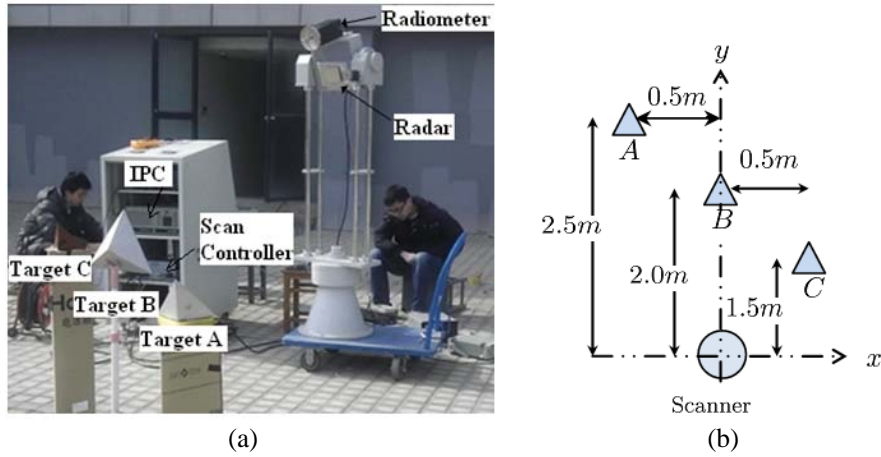 Radiometer
Radar
IPC
Scan
Controller
Target C
Target B
Target A
(a)
y
0.5m
A
0.5m
B
2.5m
2.0m
C
1.5m
x
Scanner
(b)